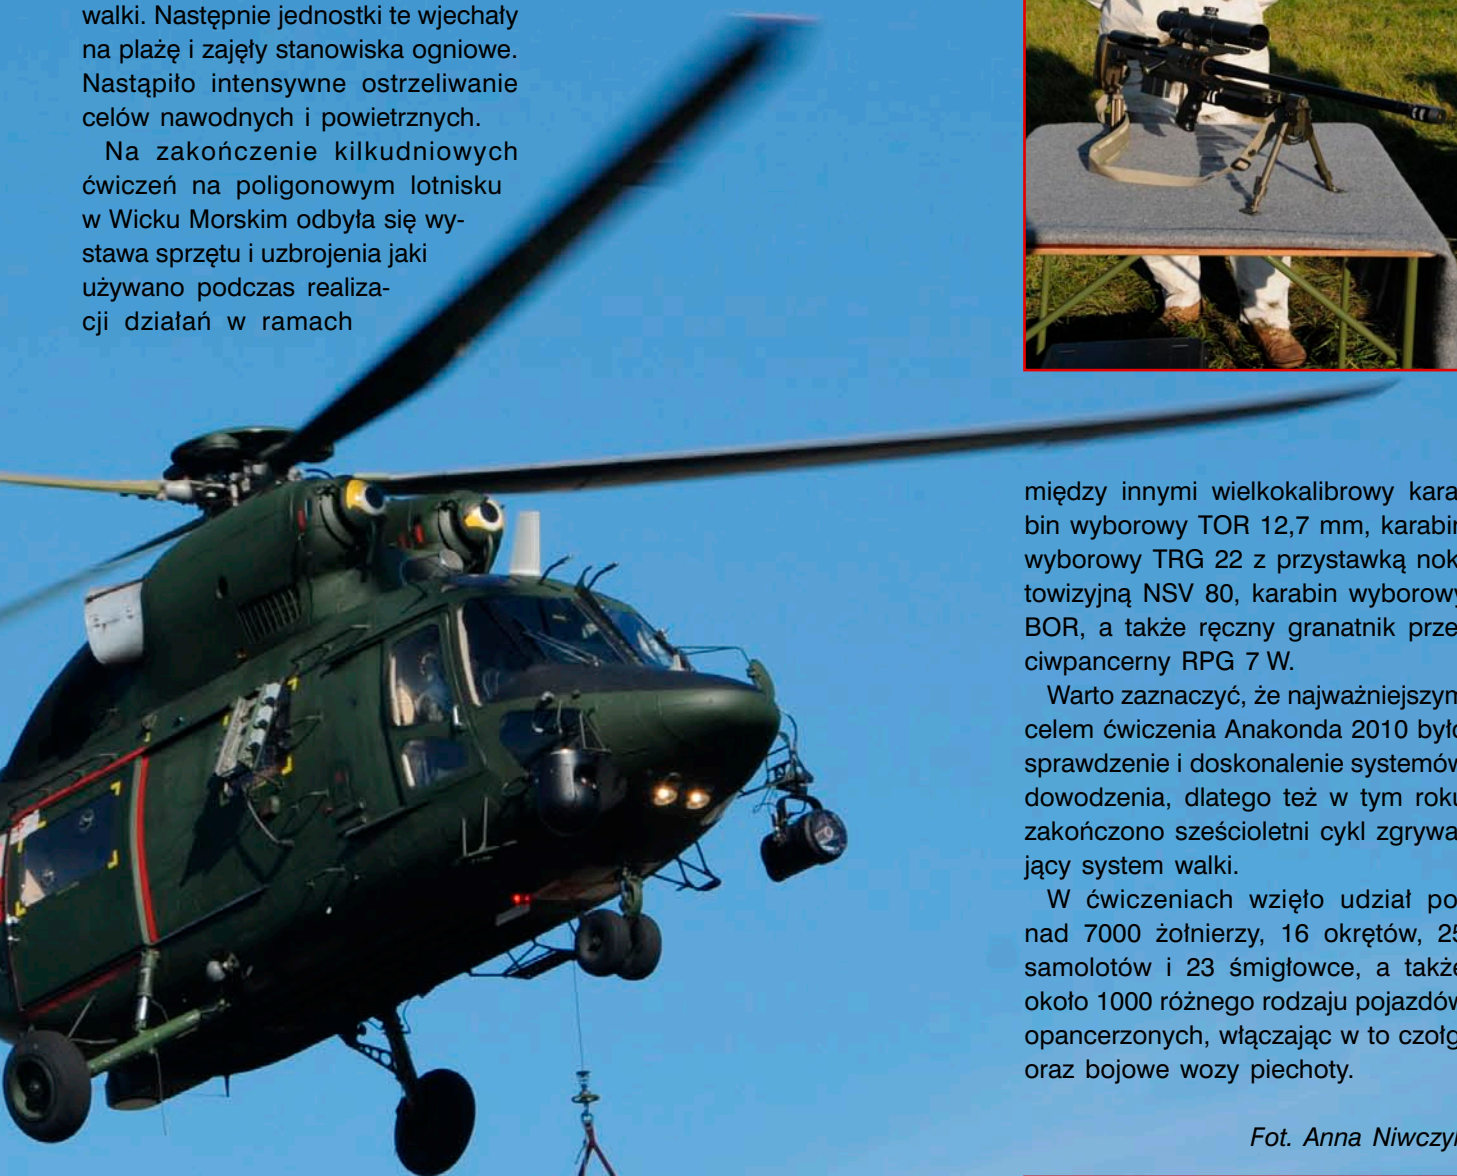 walki. Następnie jednostki te wjechały
na plażę i zajęły stanowiska ogniowe.
Nastąpiło intensywne ostrzeliwanie
celów nawodnych i powietrznych.
Na zakończenie kilkudniowych
ćwiczeń na poligonowym lotnisku
w Wicku Morskim odbyła się wy-
stawa sprzętu i uzbrojenia jaki
używano podczas realiza-
cji działań w ramach
między innymi wielkokalibrowy kara
bin wyborowy TOR 12,7 mm, karabin
wyborowy TRG 22 z przystawką nok
towizyjną NSV 80, karabin wyborowy
BOR, a także ręczny granatnik prze
ciwpancerny RPG 7 W.
Warto zaznaczyć, że najważniejszym
celem ćwiczenia Anakonda 2010 było
sprawdzenie i doskonalenie systemów
dowodzenia, dlatego też w tym roku
zakończono sześcioletni cykl zgrywa
jący system walki.
W ćwiczeniach wzięło udział po
nad 7000 żołnierzy, 16 okrętów, 25
samolotów i 23 śmigłowce, a także
około 1000 różnego rodzaju pojazdów
opancerzonych, włączając w to czołg
oraz bojowe wozy piechoty.
Fot. Anna